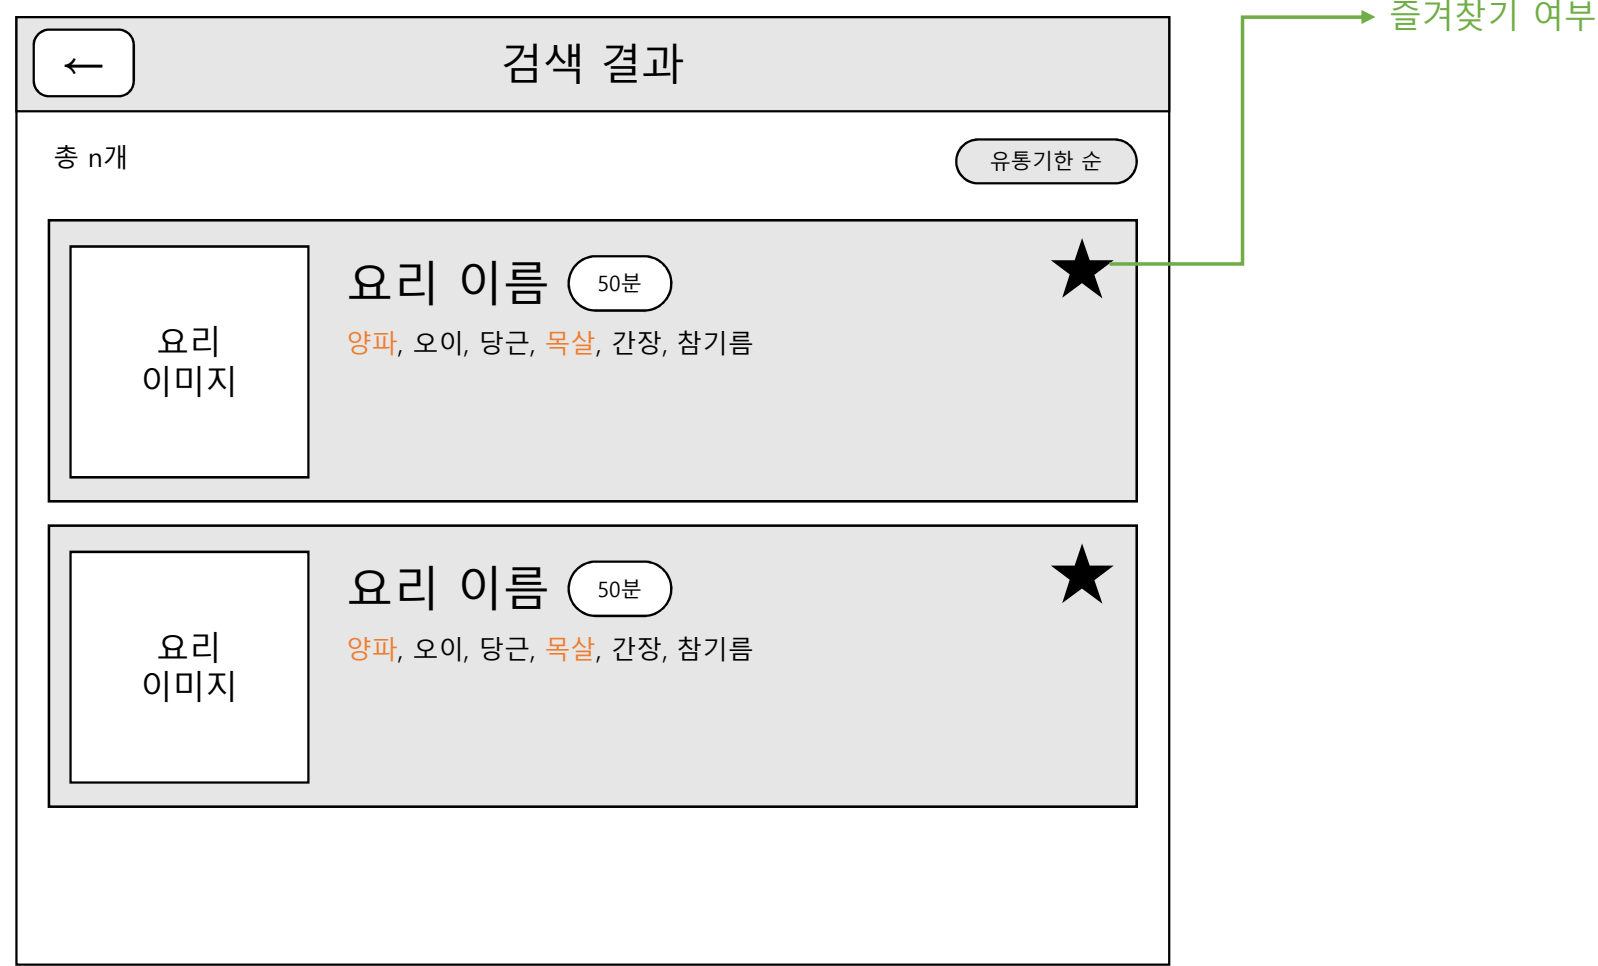 즐겨찾기 여부
←
검색 결과
총 n개
유통기한 순
요리
이미지
요리 이름
50분
양파, 오이, 당근, 목살, 간장, 참기름
요리
이미지
요리 이름
50분
양파, 오이, 당근, 목살, 간장, 참기름